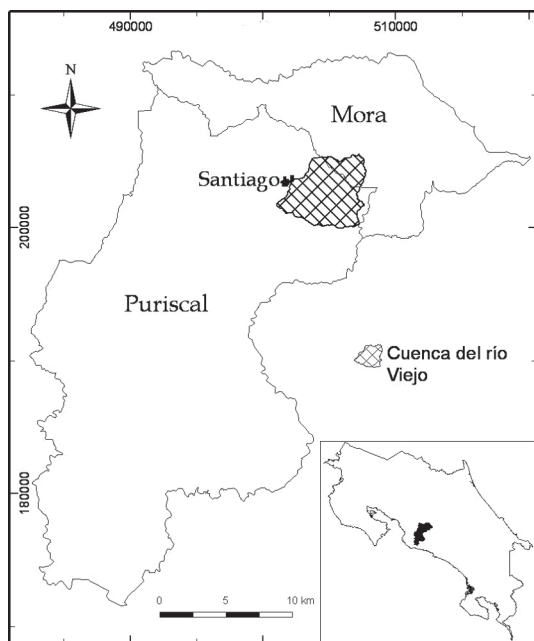 490000 510000
N
Mora
Santiago
200000
Puriscal
Cuenca del río
Viejo
180000
0 5 10 km